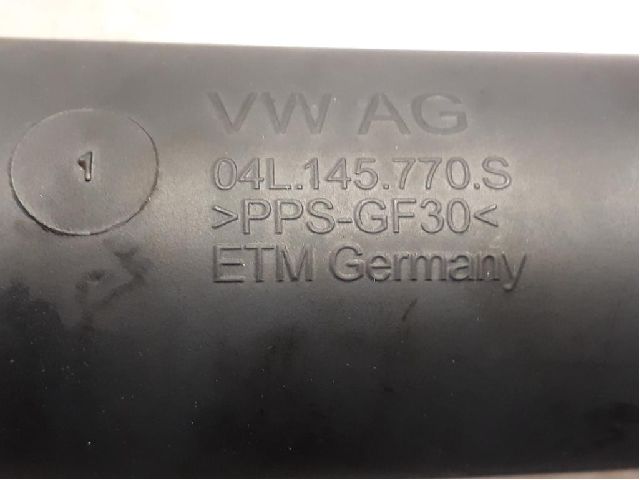 VW AG
1
04L.145.770.S
>PPS-GF30<
ETM Germany